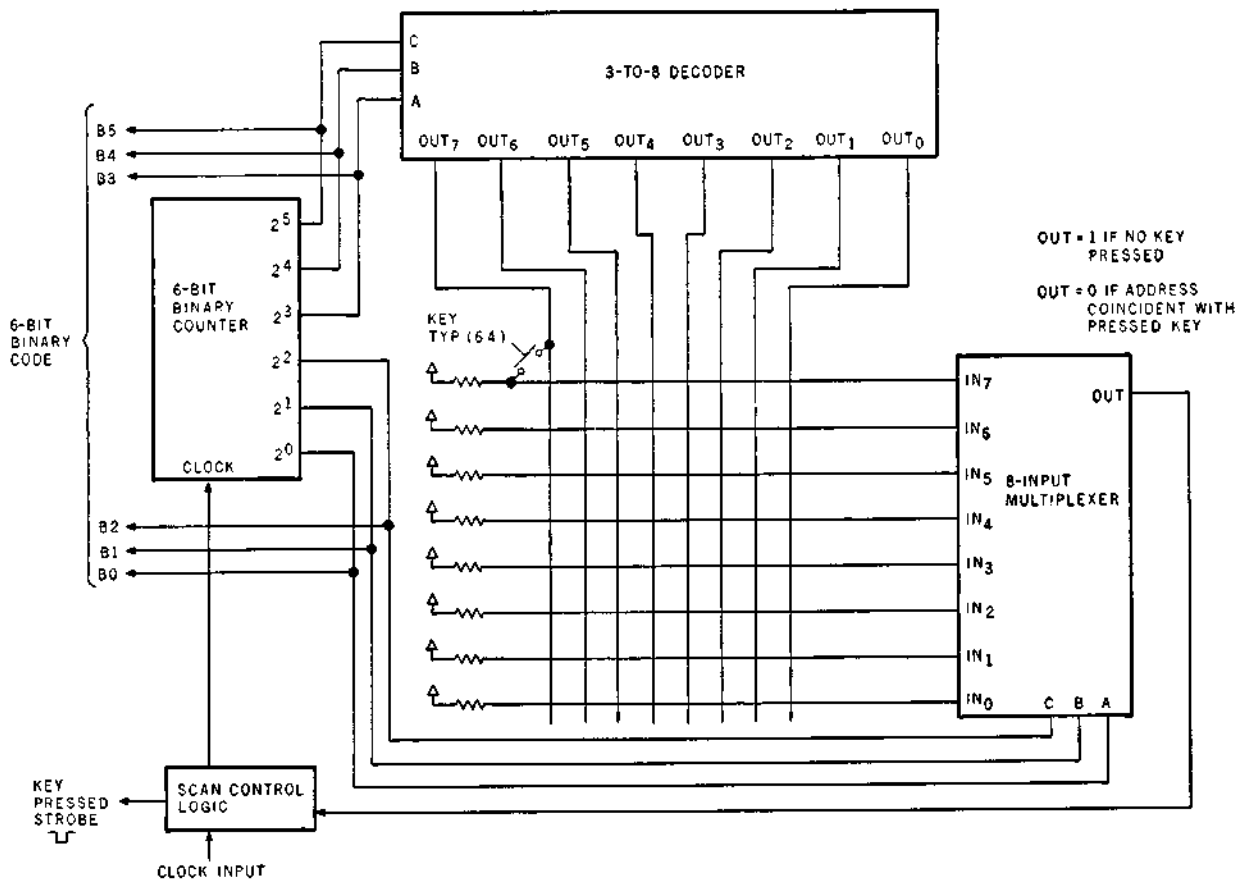 C
B
A
3-TO-8 DECODER
OUT7 OUT6 OUT5 OUT4 OUT3 OUT2 OUT1 OUT0
B5
B4
B3
6-BIT
BINARY
CODE
B2
B1
B0
6-BIT
BINARY
COUNTER
2^5
2^4
2^3
2^2
2^1
2^0
CLOCK
KEY
TYP (64)
OUT = 1 IF NO KEY
PRESSED
OUT = 0 IF ADDRESS
COINCIDENT WITH
PRESSED KEY
IN7
IN6
IN5
IN4
IN3
IN2
IN1
IN0
OUT
8-INPUT
MULTIPLEXER
C B A
KEY
PRESSED
STROBE
SCAN CONTROL
LOGIC
CLOCK INPUT